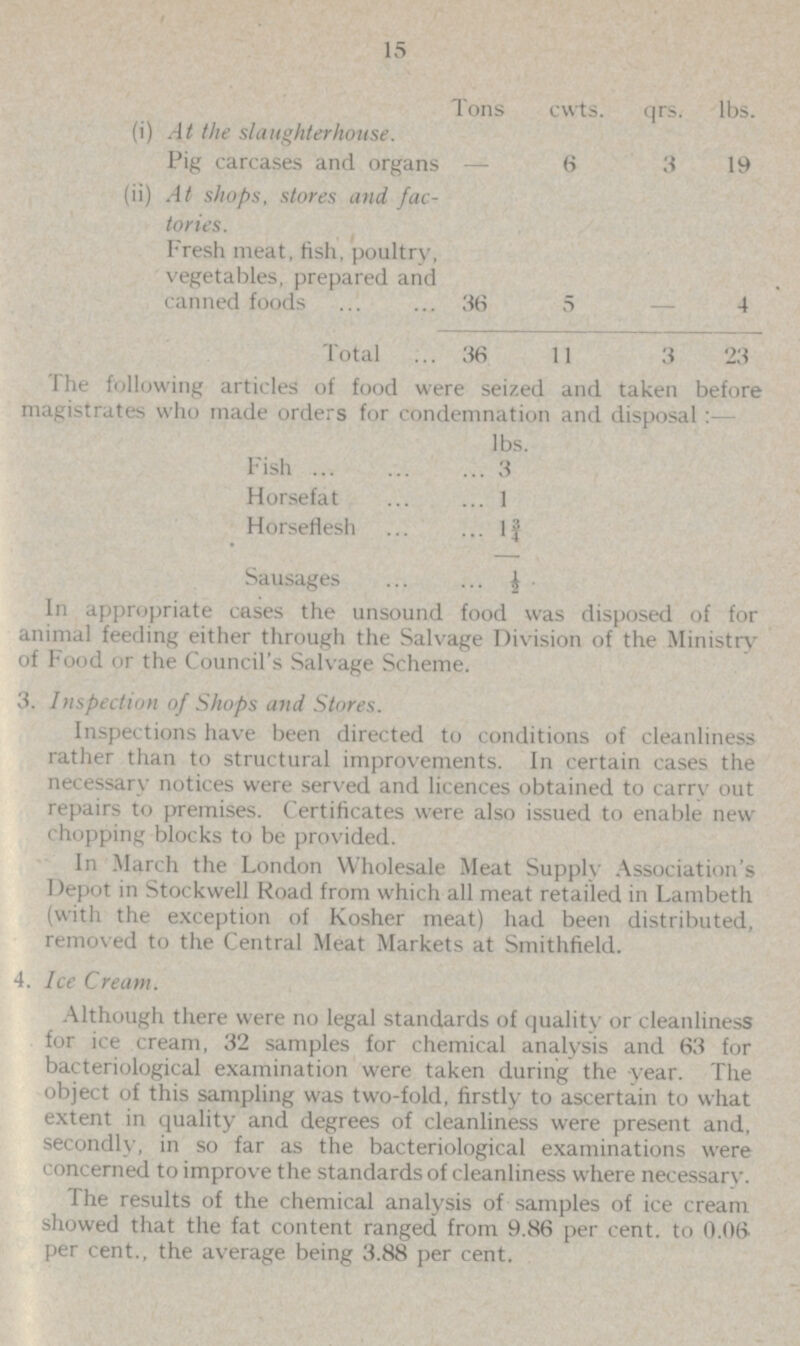 15
Tons cwts. qrs. lbs.
(i) At the slaughterhouse.
Pig carcases and organs — 6 3 19
(ii) At shops, stores and fac-
tories.
Fresh meat, fish, poultry,
vegetables, prepared and
canned foods ... ... 36 5 — 4
Total ... 36 11 3 23
The following articles of food were seized and taken before
magistrates who made orders for condemnation and disposal :—
lbs.
Fish ... ... ... 3
Horsefat ... ... 1
Horseflesh ... ... 1¾
—
Sausages ... ... ½
In appropriate cases the unsound food was disposed of for
animal feeding either through the Salvage Division of the Ministry
of Food or the Council's Salvage Scheme.
3. Inspection of Shops and Stores.
Inspections have been directed to conditions of cleanliness
rather than to structural improvements. In certain cases the
necessary notices were served and licences obtained to carry out
repairs to premises. Certificates were also issued to enable new
chopping blocks to be provided.
In March the London Wholesale Meat Supply Association's
Depot in Stockwell Road from which all meat retailed in Lambeth
(with the exception of Kosher meat) had been distributed,
removed to the Central Meat Markets at Smithfield.
4. Ice Cream.
Although there were no legal standards of quality or cleanliness
for ice cream, 32 samples for chemical analysis and 63 for
bacteriological examination were taken during the year. The
object of this sampling was two-fold, firstly to ascertain to what
extent in quality and degrees of cleanliness were present and,
secondly, in so far as the bacteriological examinations were
concerned to improve the standards of cleanliness where necessary.
The results of the chemical analysis of samples of ice cream
showed that the fat content ranged from 9.86 per cent. to 0.06
per cent., the average being 3.88 per cent.